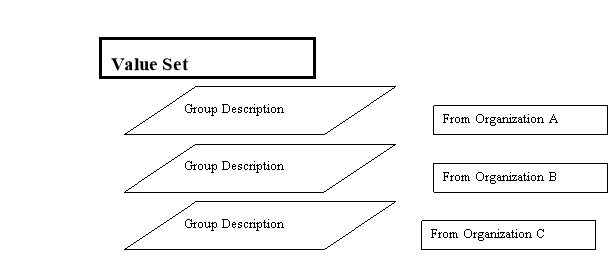 Value Set
Group Description
From Organization A
Group Description
From Organization B
Group Description
From Organization C